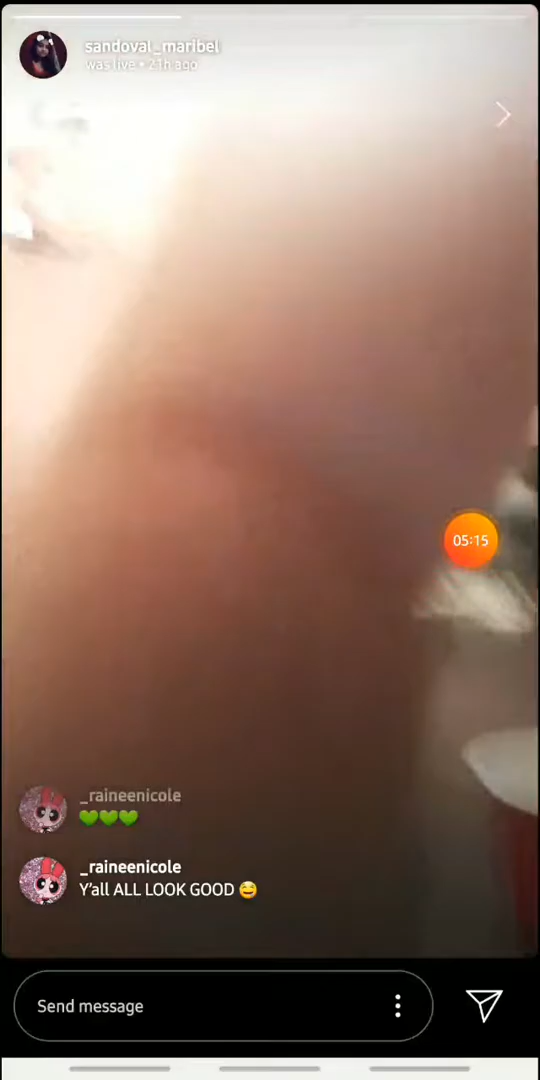 sandoval_maribel
was live • 21h ago
05:15
_raineenicole
💚💚💚
_raineenicole
Y'all ALL LOOK GOOD 😁
Send message